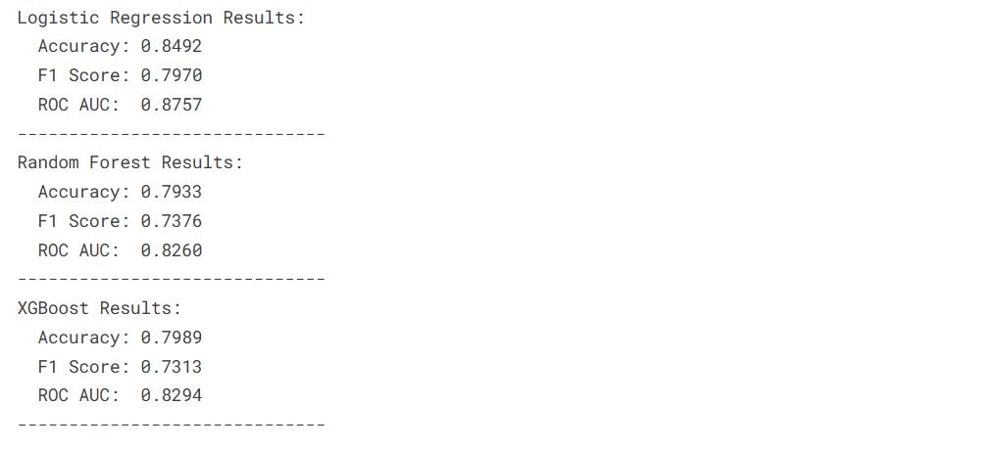 Logistic Regression Results:
  Accuracy: 0.8492
  F1 Score: 0.7970
  ROC AUC:  0.8757
------------------------------
Random Forest Results:
  Accuracy: 0.7933
  F1 Score: 0.7376
  ROC AUC:  0.8260
------------------------------
XGBoost Results:
  Accuracy: 0.7989
  F1 Score: 0.7313
  ROC AUC:  0.8294
------------------------------